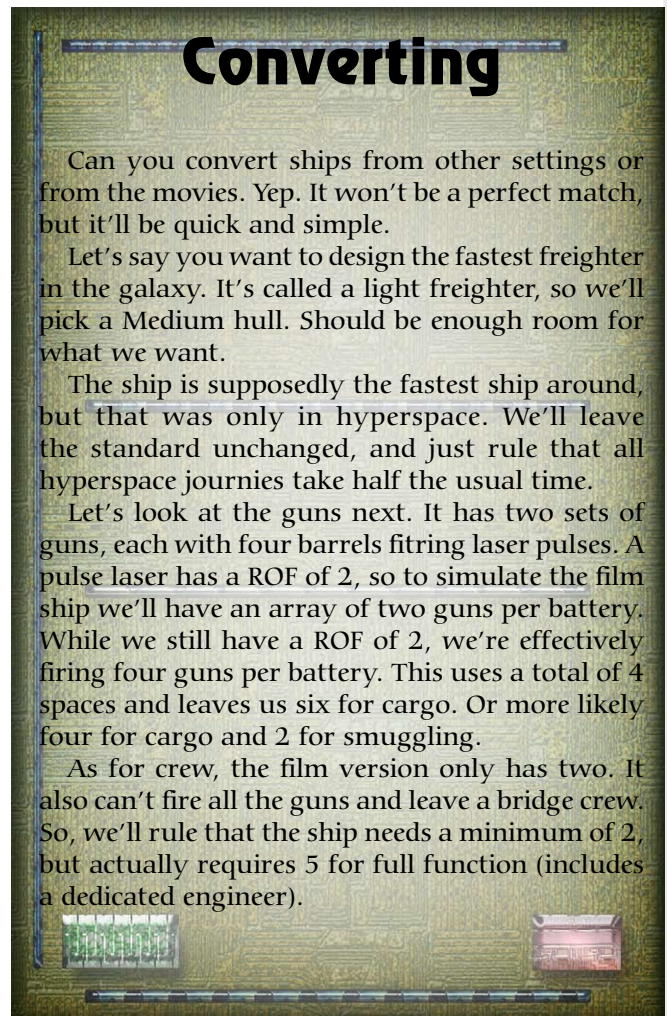 Converting
Can you convert ships from other settings or
from the movies. Yep. It won't be a perfect match,
but it'll be quick and simple.
Let's say you want to design the fastest freighter
in the galaxy. It's called a light freighter, so we'll
pick a Medium hull. Should be enough room for
what we want.
The ship is supposedly the fastest ship around,
but that was only in hyperspace. We'll leave
the standard unchanged, and just rule that all
hyperspace journies take half the usual time.
Let's look at the guns next. It has two sets of
guns, each with four barrels fitring laser pulses. A
pulse laser has a ROF of 2, so to simulate the film
ship we'll have an array of two guns per battery.
While we still have a ROF of 2, we're effectively
firing four guns per battery. This uses a total of 4
spaces and leaves us six for cargo. Or more likely
four for cargo and 2 for smuggling.
As for crew, the film version only has two. It
also can't fire all the guns and leave a bridge crew.
So, we'll rule that the ship needs a minimum of 2,
but actually requires 5 for full function (includes
a dedicated engineer).